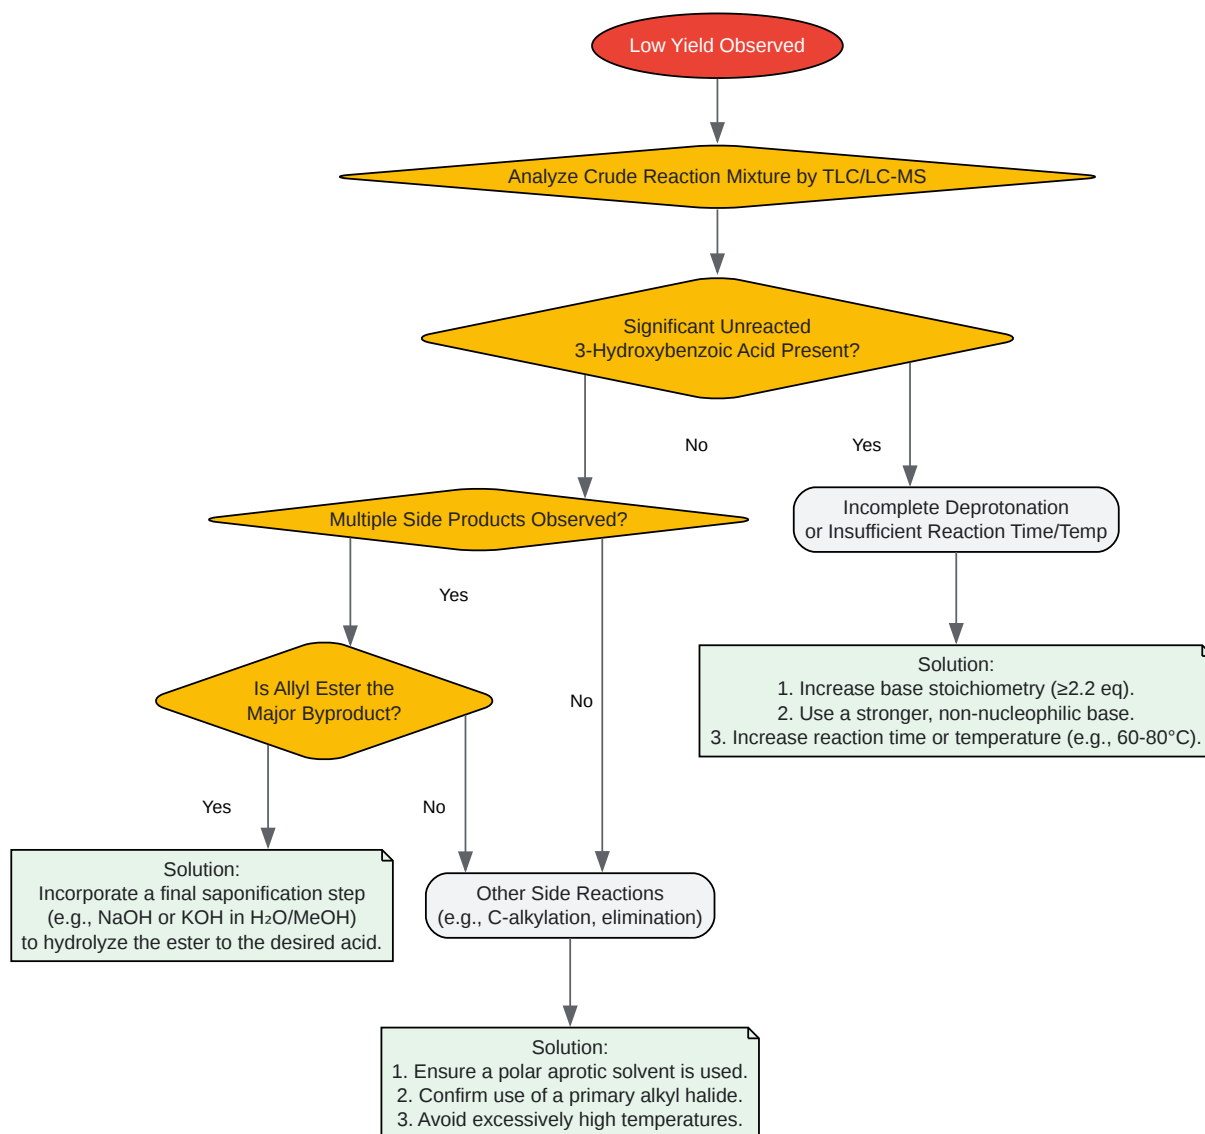 Low Yield Observed
Analyze Crude Reaction Mixture by TLC/LC-MS
Significant Unreacted
3-Hydroxybenzoic Acid Present?
No
Yes
Multiple Side Products Observed?
Incomplete Deprotonation
or Insufficient Reaction Time/Temp
Yes
No
Is Allyl Ester the
Major Byproduct?
Solution:
1. Increase base stoichiometry (≥2.2 eq).
2. Use a stronger, non-nucleophilic base.
3. Increase reaction time or temperature (e.g., 60-80°C).
Yes
No
Solution:
Incorporate a final saponification step
(e.g., NaOH or KOH in H₂O/MeOH)
to hydrolyze the ester to the desired acid.
Other Side Reactions
(e.g., C-alkylation, elimination)
Solution:
1. Ensure a polar aprotic solvent is used.
2. Confirm use of a primary alkyl halide.
3. Avoid excessively high temperatures.